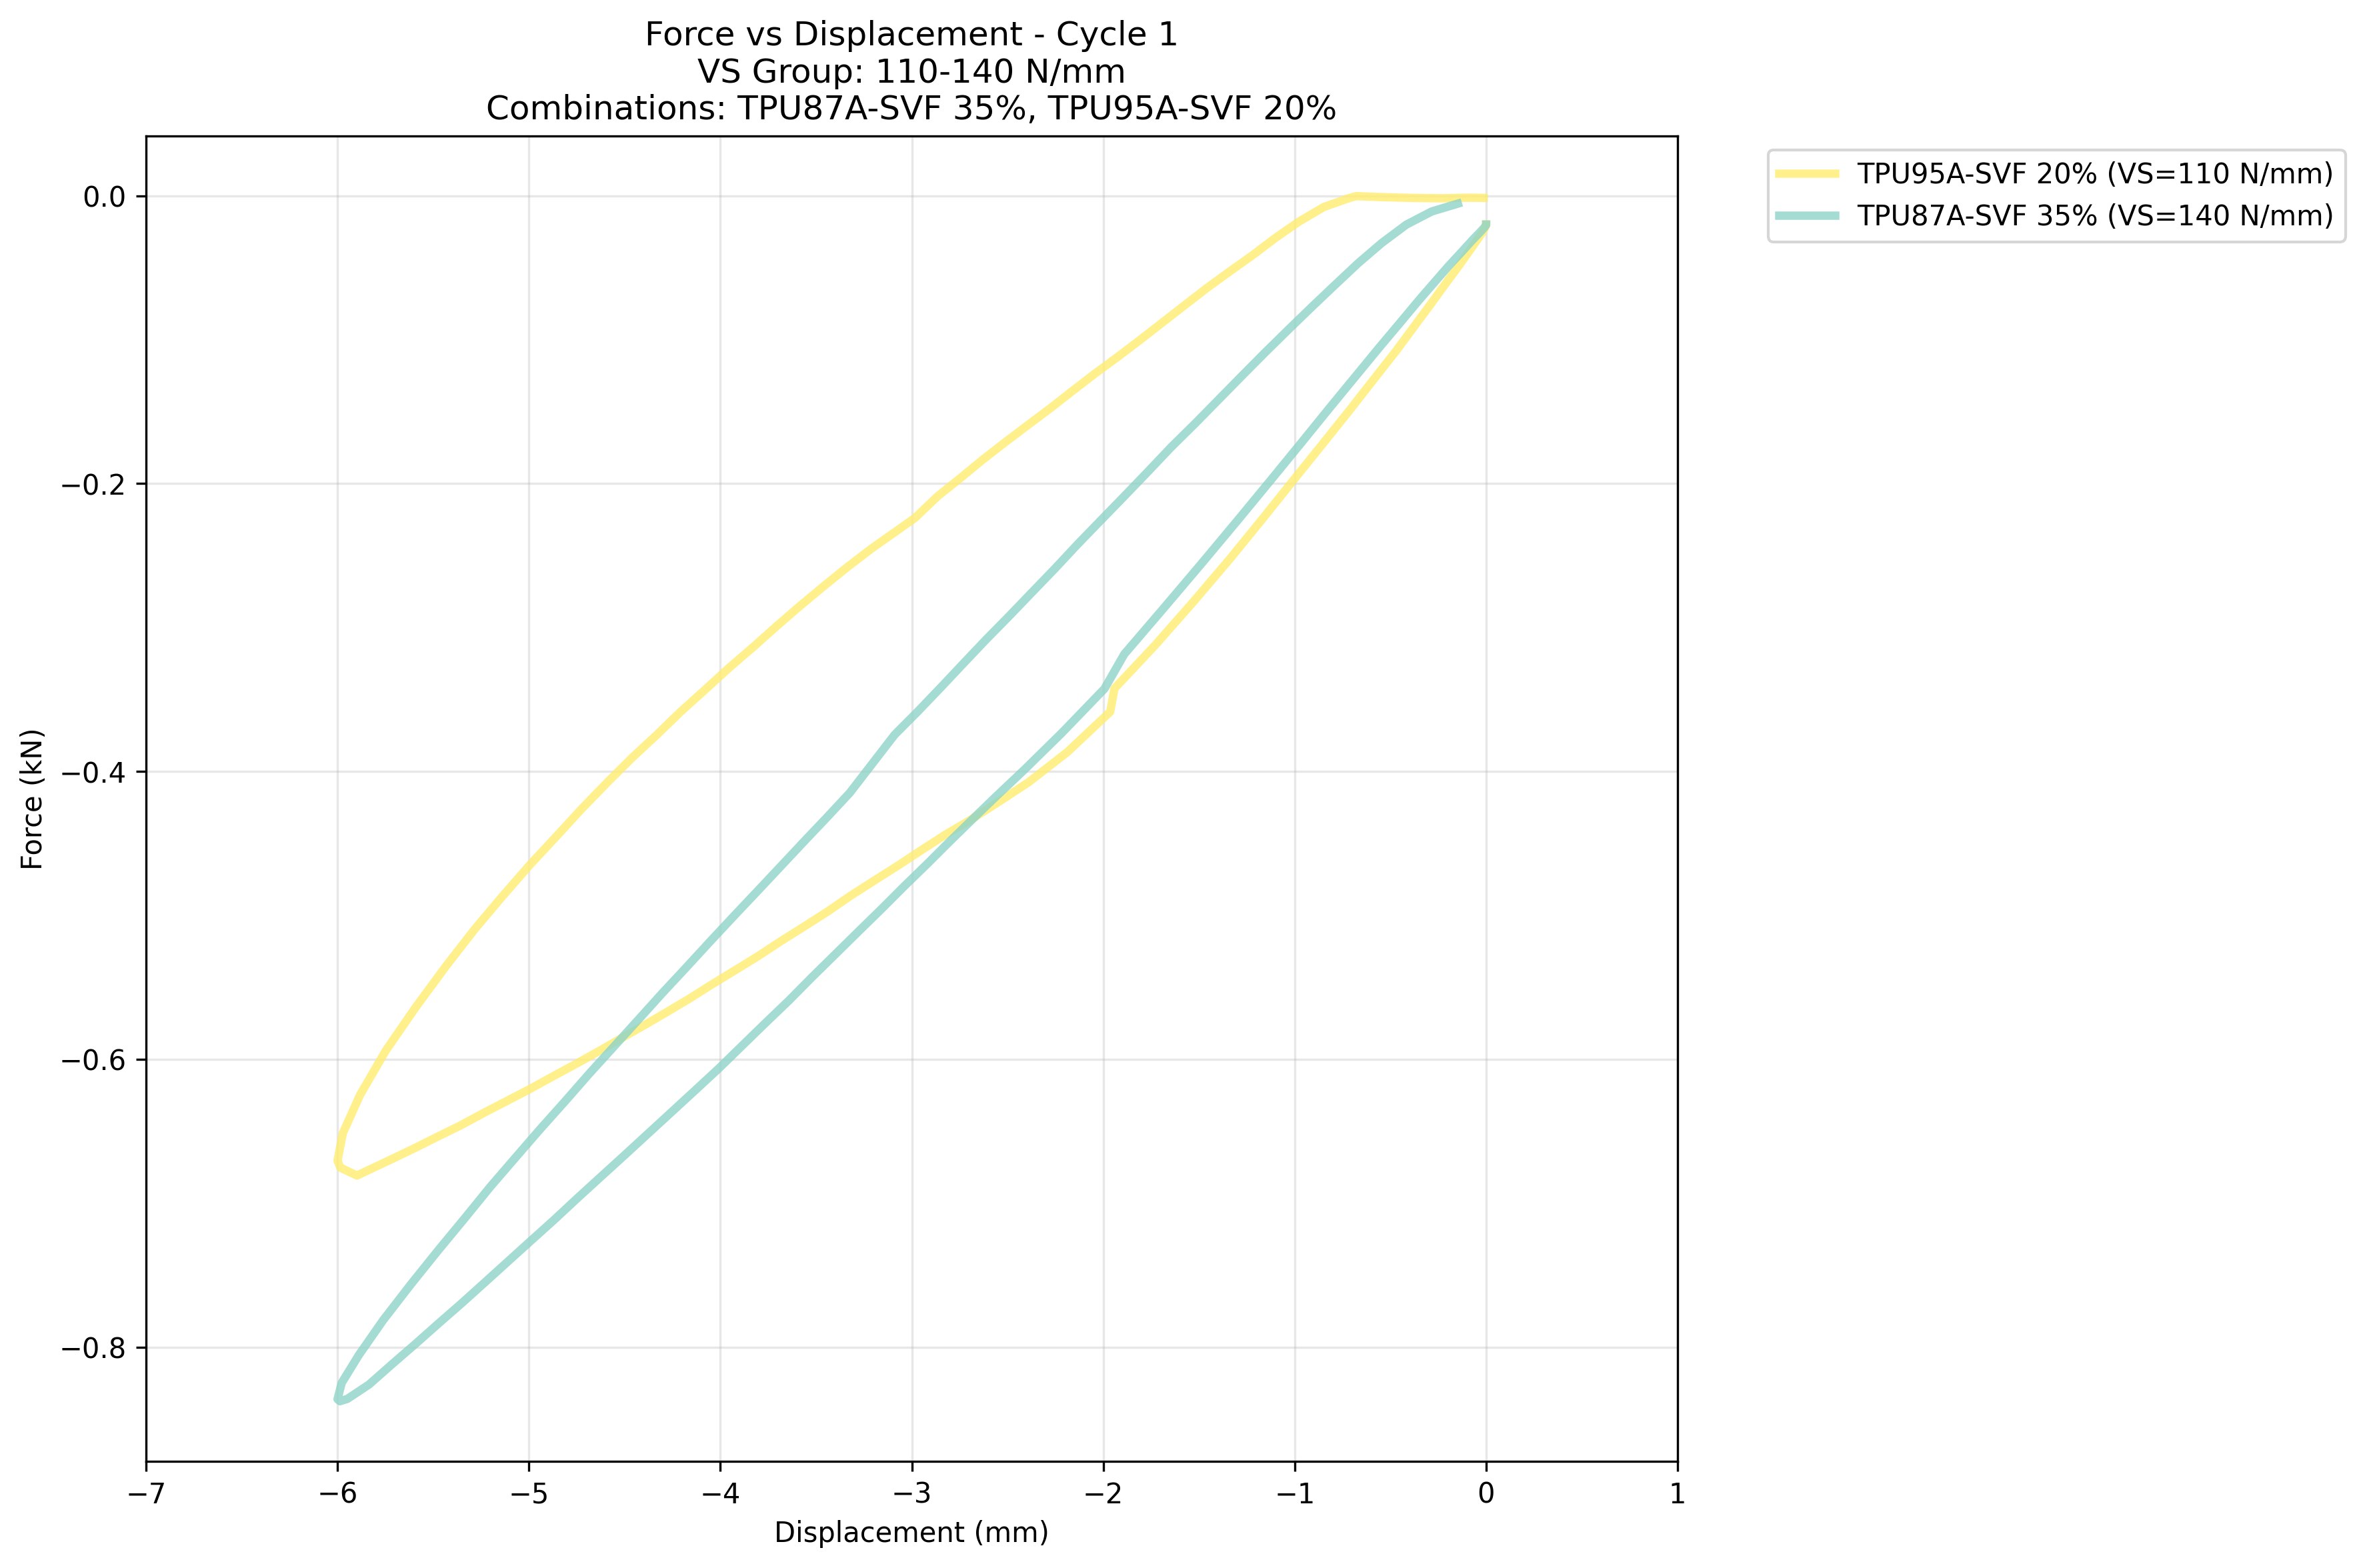 Force vs Displacement - Cycle 1
VS Group: 110-140 N/mm
Combinations: TPU87A-SVF 35%, TPU95A-SVF 20%
TPU95A-SVF 20% (VS=110 N/mm)
TPU87A-SVF 35% (VS=140 N/mm)
Force (kN)
0.0
−0.2
−0.4
−0.6
−0.8
−7 −6 −5 −4 −3 −2 −1 0 1
Displacement (mm)